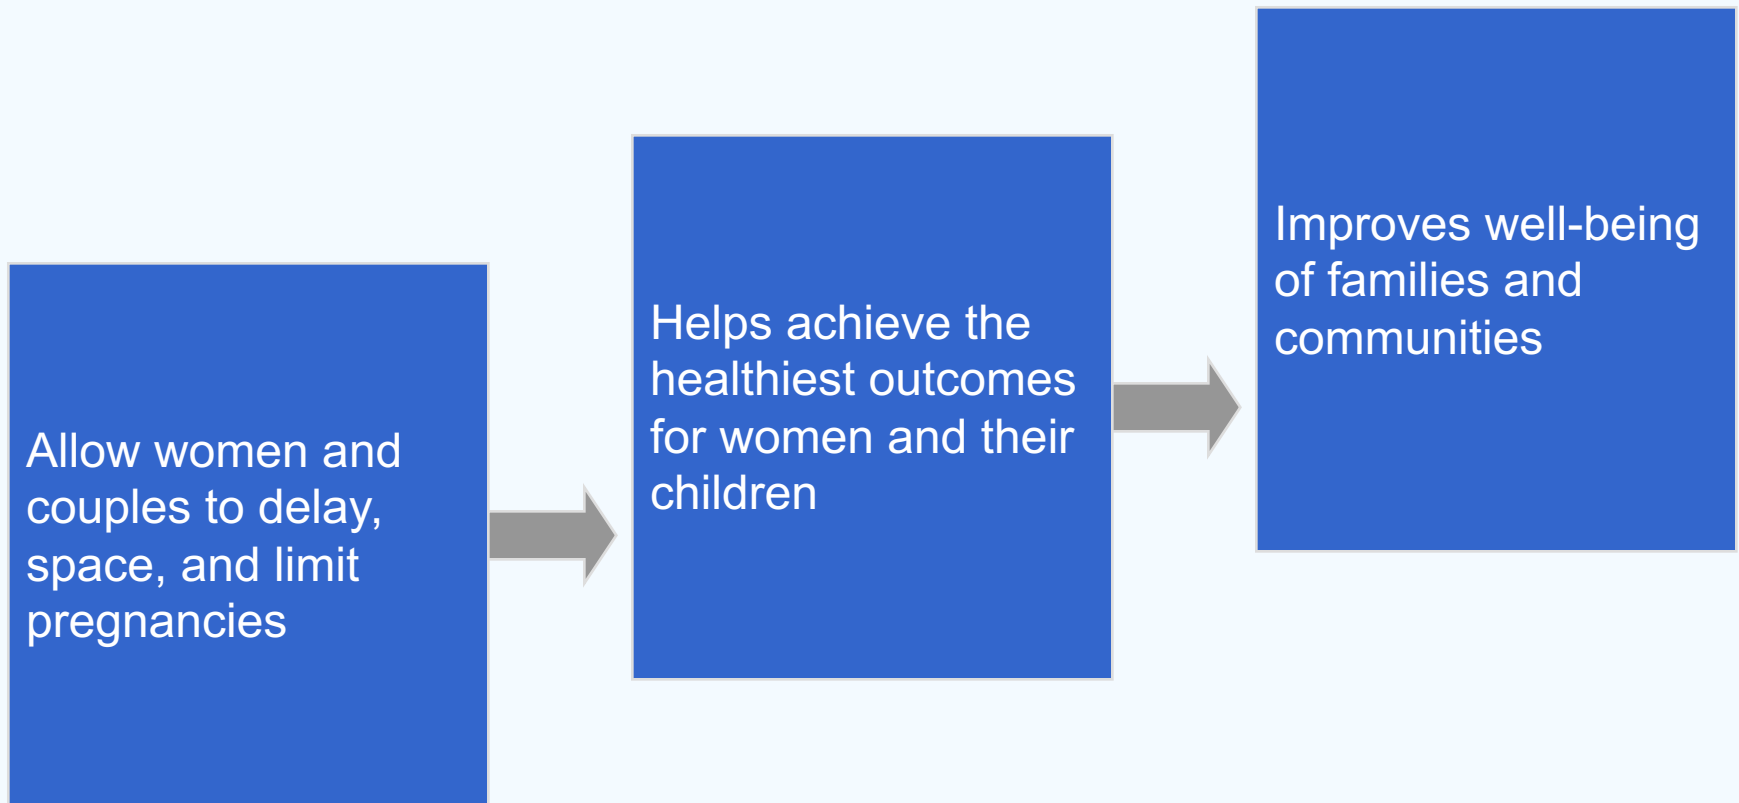 Allow women and
couples to delay,
space, and limit
pregnancies
Helps achieve the
healthiest outcomes
for women and their
children
Improves well-being
of families and
communities